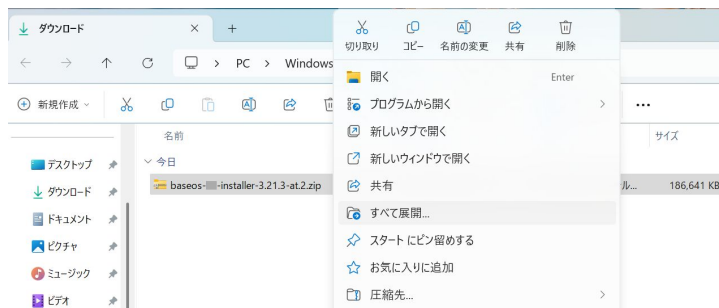 ダウンロード
切り取り コピー 名前の変更 共有 削除
PC > Windows
開く Enter
新規作成
プログラムから開く
名前 サイズ
新しいタブで開く
今日
新しいウィンドウで開く
デスクトップ
baseos- -installer-3.21.3-at.2.zip 共有 ル... 186,641 KB
ダウンロード
すべて展開...
ドキュメント
スタート にピン留めする
ピクチャ
お気に入りに追加
ミュージック
圧縮先...
ビデオ